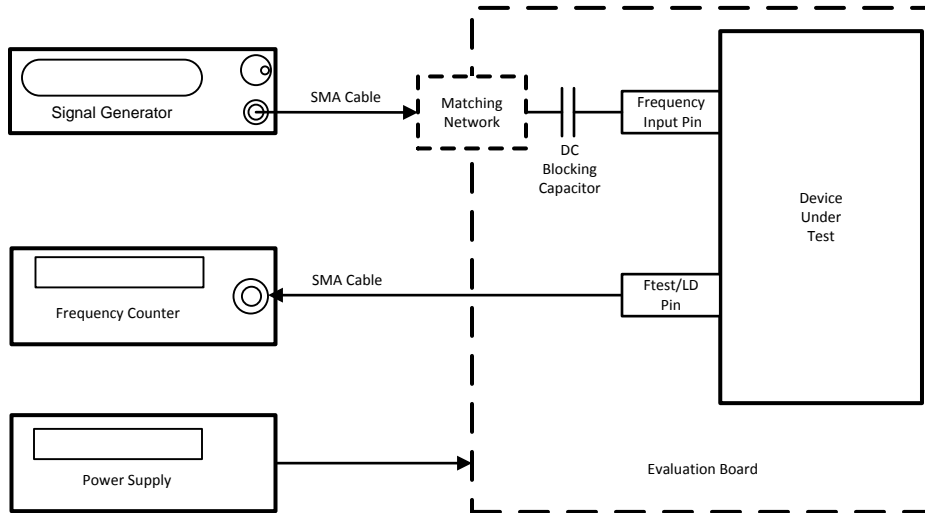 Signal Generator
SMA Cable
Matching
Network
DC
Blocking
Capacitor
Frequency
Input Pin
Device
Under
Test
Frequency Counter
SMA Cable
Ftest/LD
Pin
Power Supply
Evaluation Board